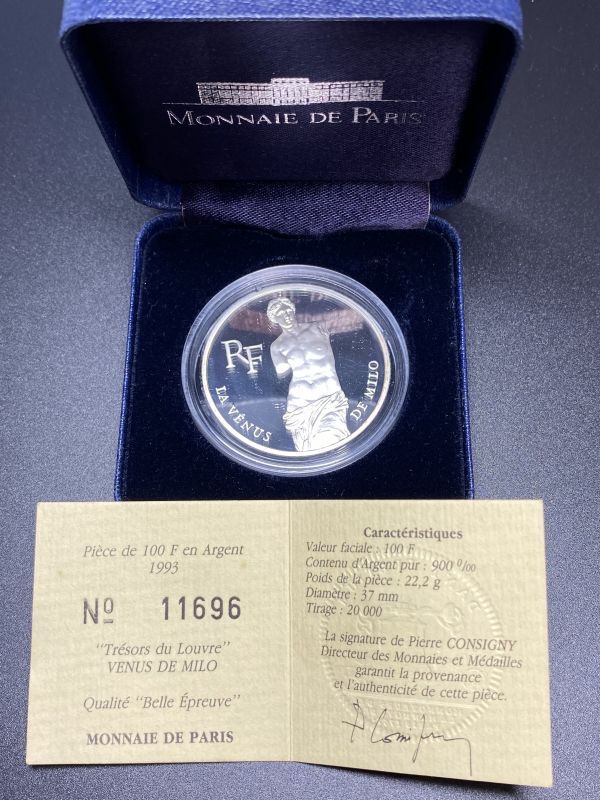 MONNAIE DE PARIS
RF
LA VÉNUS DE MILO
Pièce de 100 F en Argent
1993
Nº 11696
"Trésors du Louvre"
VENUS DE MILO
Qualité "Belle Épreuve"
MONNAIE DE PARIS
Caractéristiques
Valeur faciale : 100 F
Contenu d'Argent pur : 900 0/00
Poids de la pièce : 22,2 g
Diamètre : 37 mm
Tirage : 20 000
La signature de Pierre CONSIGNY
Directeur des Monnaies et Médailles
garantit la provenance
et l'authenticité de cette pièce.